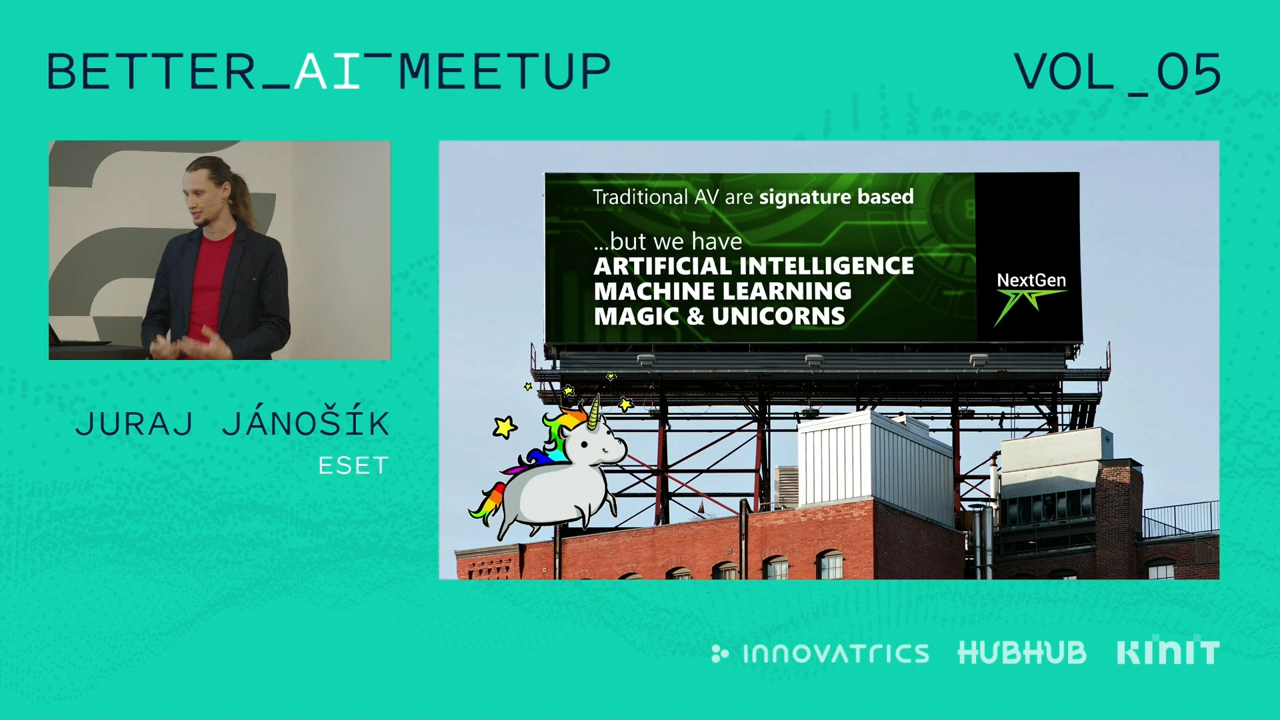 BETTER_AI¯MEETUP
VOL_05
Traditional AV are signature based
...but we have
ARTIFICIAL INTELLIGENCE
MACHINE LEARNING
MAGIC & UNICORNS
NextGen
JURAJ JÁNOŠÍK
ESET
INNOVATRICS HUBHUB KINIT